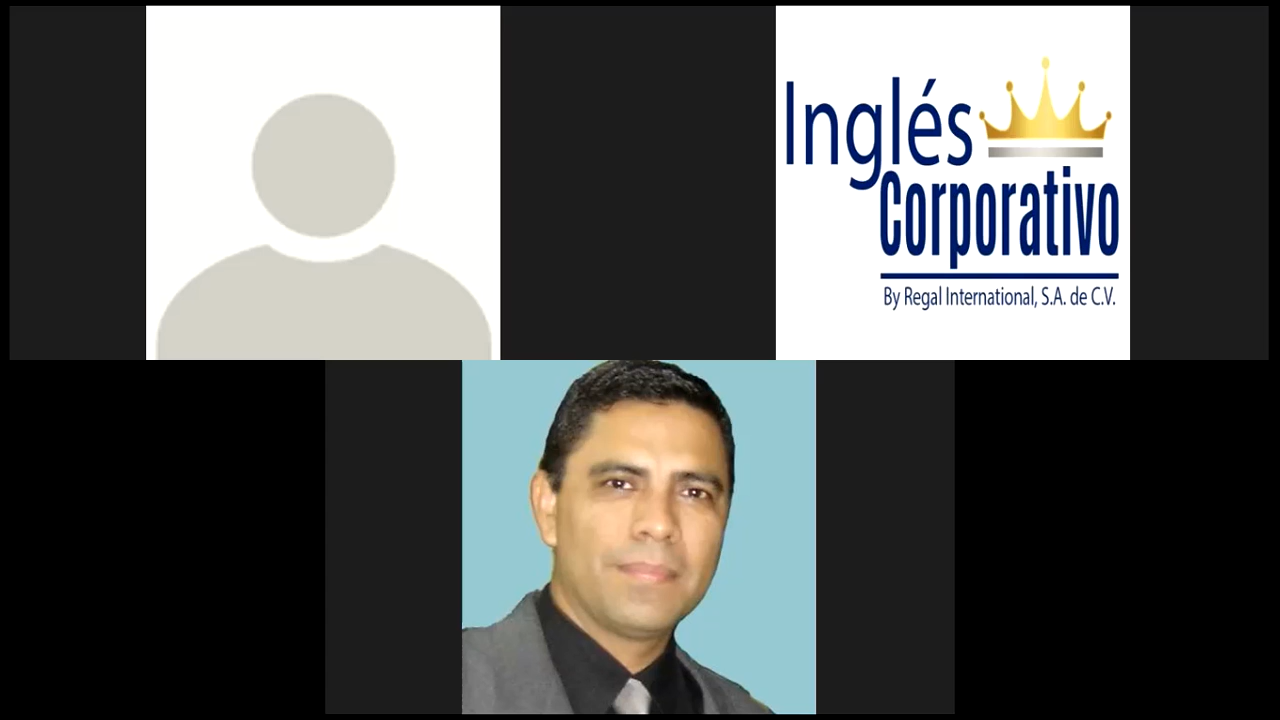 Inglés
Corporativo
By Regal International, S.A. de C.V.